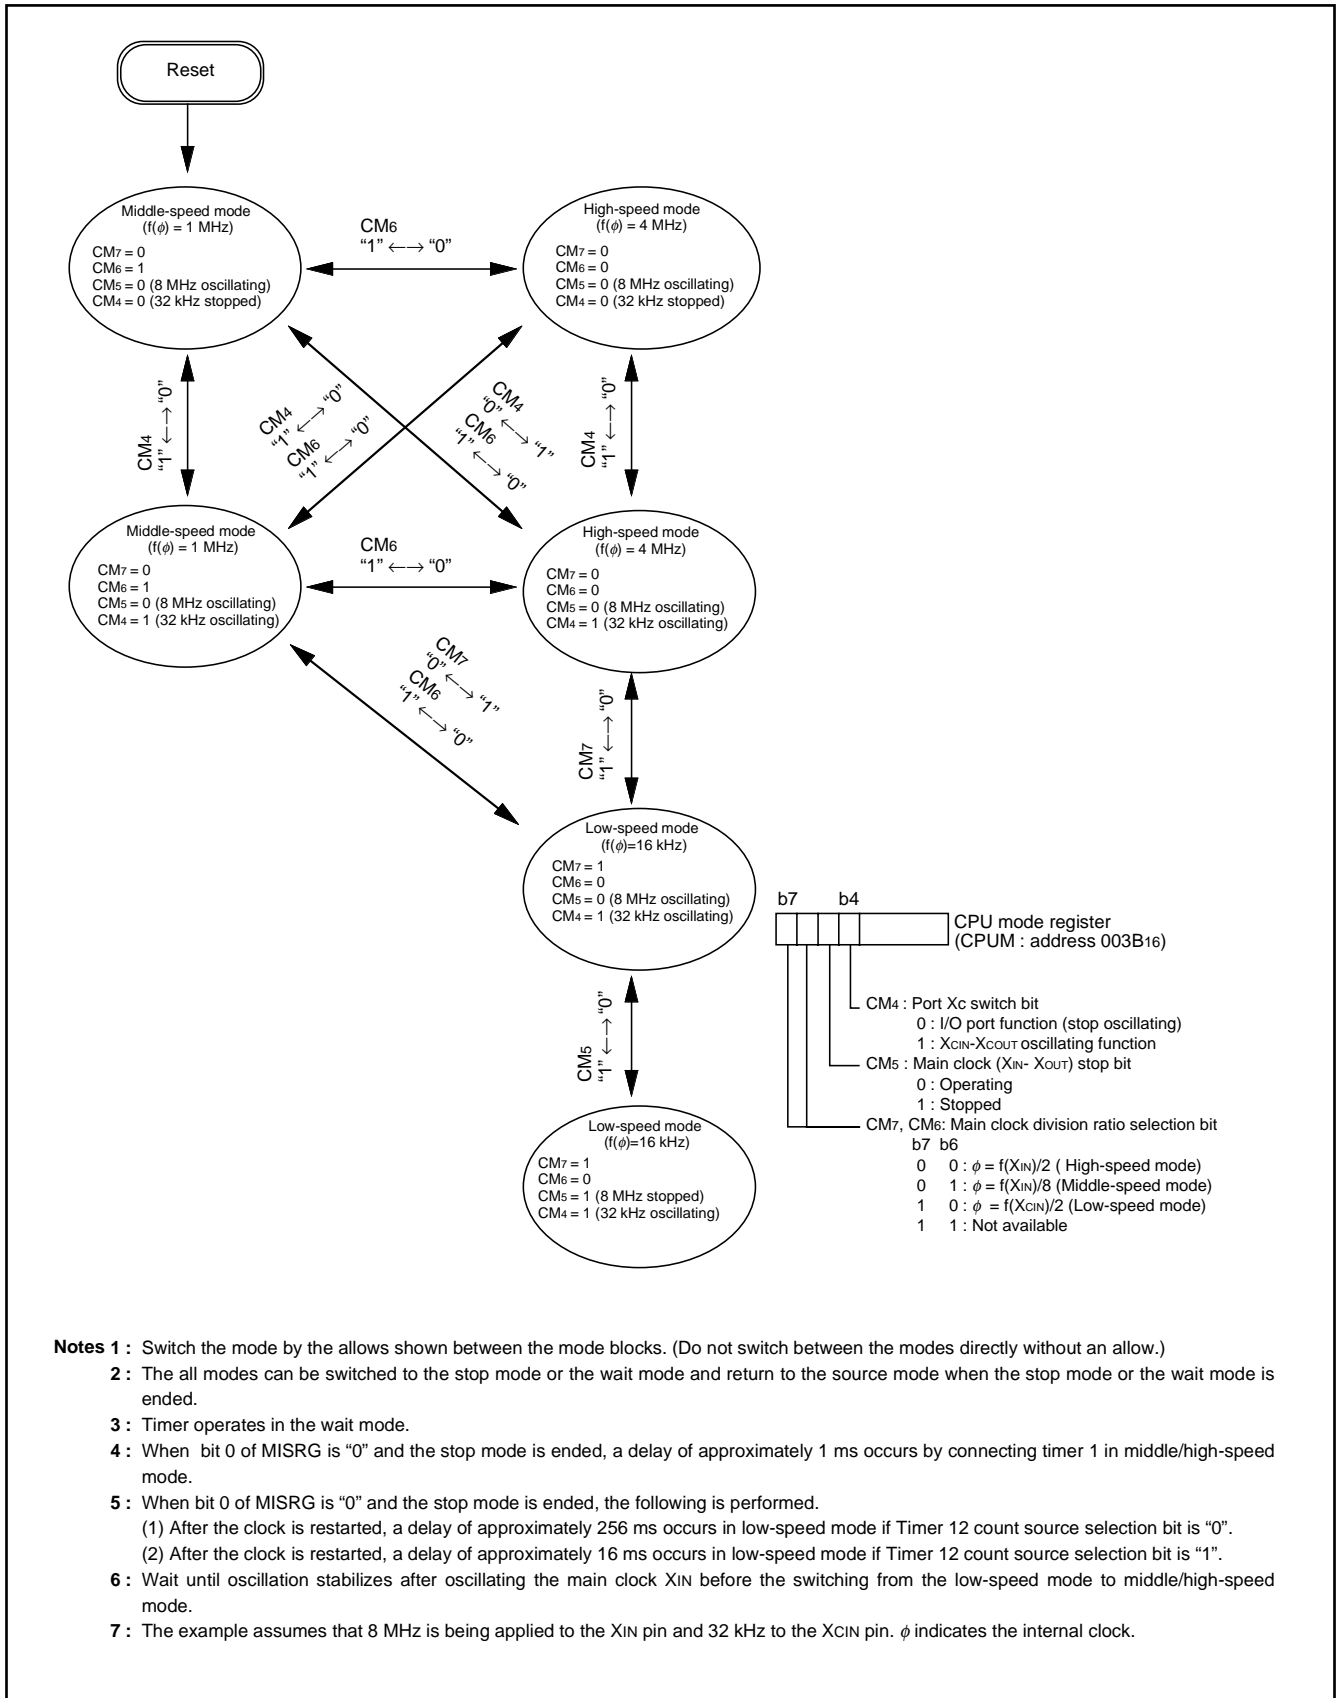 Reset
Middle-speed mode
(f(ϕ) = 1 MHz)
CM7 = 0
CM6 = 1
CM5 = 0 (8 MHz oscillating)
CM4 = 0 (32 kHz stopped)
CM6
“1” ←→ “0”
High-speed mode
(f(ϕ) = 4 MHz)
CM7 = 0
CM6 = 0
CM5 = 0 (8 MHz oscillating)
CM4 = 0 (32 kHz stopped)
CM4
“1” ←→ “0”
CM4
“1” ←→ “0”
CM6
“1” ←→ “0”
CM4
“0” ←→ “1”
CM6
“1” ←→ “0”
CM4
“1” ←→ “0”
Middle-speed mode
(f(ϕ) = 1 MHz)
CM7 = 0
CM6 = 1
CM5 = 0 (8 MHz oscillating)
CM4 = 1 (32 kHz oscillating)
CM6
“1” ←→ “0”
High-speed mode
(f(ϕ) = 4 MHz)
CM7 = 0
CM6 = 0
CM5 = 0 (8 MHz oscillating)
CM4 = 1 (32 kHz oscillating)
CM7
“0” ←→ “1”
CM6
“1” ←→ “0”
CM7
“1” ←→ “0”
Low-speed mode
(f(ϕ)=16 kHz)
CM7 = 1
CM6 = 0
CM5 = 0 (8 MHz oscillating)
CM4 = 1 (32 kHz oscillating)
CM5
“1” ←→ “0”
Low-speed mode
(f(ϕ)=16 kHz)
CM7 = 1
CM6 = 0
CM5 = 1 (8 MHz stopped)
CM4 = 1 (32 kHz oscillating)
b7 b4
CPU mode register
(CPUM : address 003B16)
CM4 : Port Xc switch bit
0 : I/O port function (stop oscillating)
1 : XCIN-XCOUT oscillating function
CM5 : Main clock (XIN- XOUT) stop bit
0 : Operating
1 : Stopped
CM7, CM6: Main clock division ratio selection bit
b7 b6
0 0 : ϕ = f(XIN)/2 ( High-speed mode)
0 1 : ϕ = f(XIN)/8 (Middle-speed mode)
1 0 : ϕ = f(XCIN)/2 (Low-speed mode)
1 1 : Not available
Notes 1 : Switch the mode by the allows shown between the mode blocks. (Do not switch between the modes directly without an allow.)
2 : The all modes can be switched to the stop mode or the wait mode and return to the source mode when the stop mode or the wait mode is
ended.
3 : Timer operates in the wait mode.
4 : When bit 0 of MISRG is “0” and the stop mode is ended, a delay of approximately 1 ms occurs by connecting timer 1 in middle/high-speed
mode.
5 : When bit 0 of MISRG is “0” and the stop mode is ended, the following is performed.
(1) After the clock is restarted, a delay of approximately 256 ms occurs in low-speed mode if Timer 12 count source selection bit is “0”.
(2) After the clock is restarted, a delay of approximately 16 ms occurs in low-speed mode if Timer 12 count source selection bit is “1”.
6 : Wait until oscillation stabilizes after oscillating the main clock XIN before the switching from the low-speed mode to middle/high-speed
mode.
7 : The example assumes that 8 MHz is being applied to the XIN pin and 32 kHz to the XCIN pin. ϕ indicates the internal clock.